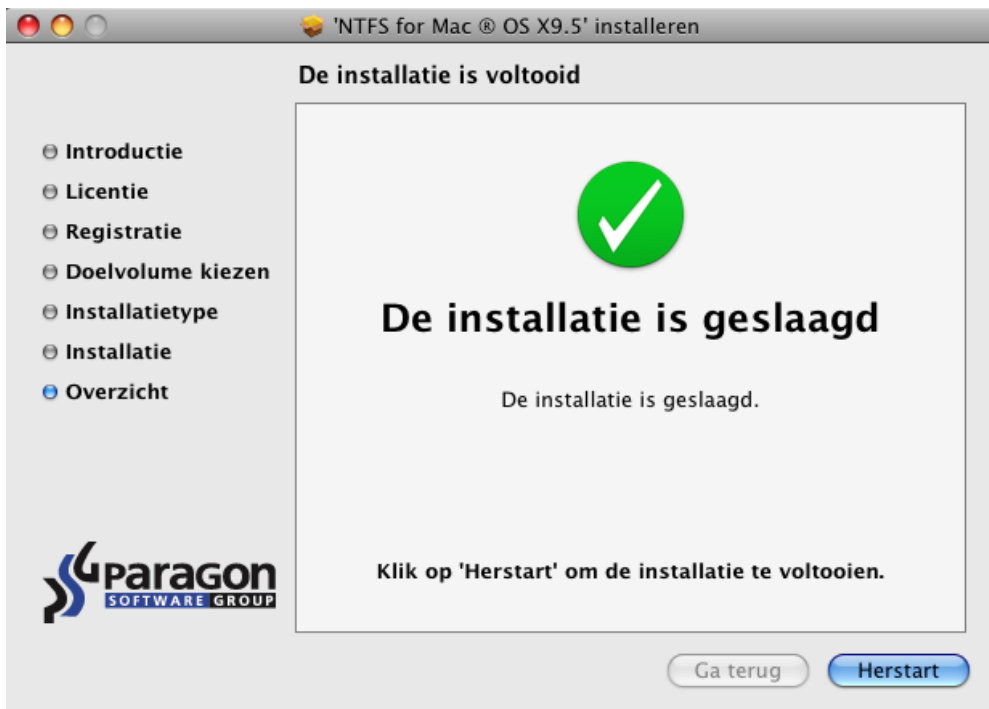 'NTFS for Mac ® OS X9.5' installeren
De installatie is voltooid
Introductie
Licentie
Registratie
Doelvolume kiezen
Installatietype
Installatie
Overzicht
De installatie is geslaagd
De installatie is geslaagd.
Klik op 'Herstart' om de installatie te voltooien.
paragon
SOFTWARE GROUP
Ga terug
Herstart